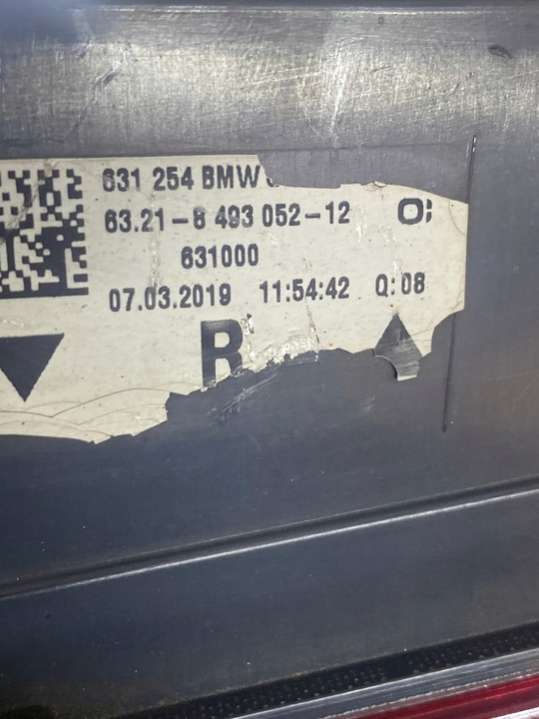 631 254 BMW
63.21-8 493 052-12 O:
631000
07.03.2019 11:54:42 Q:08
R